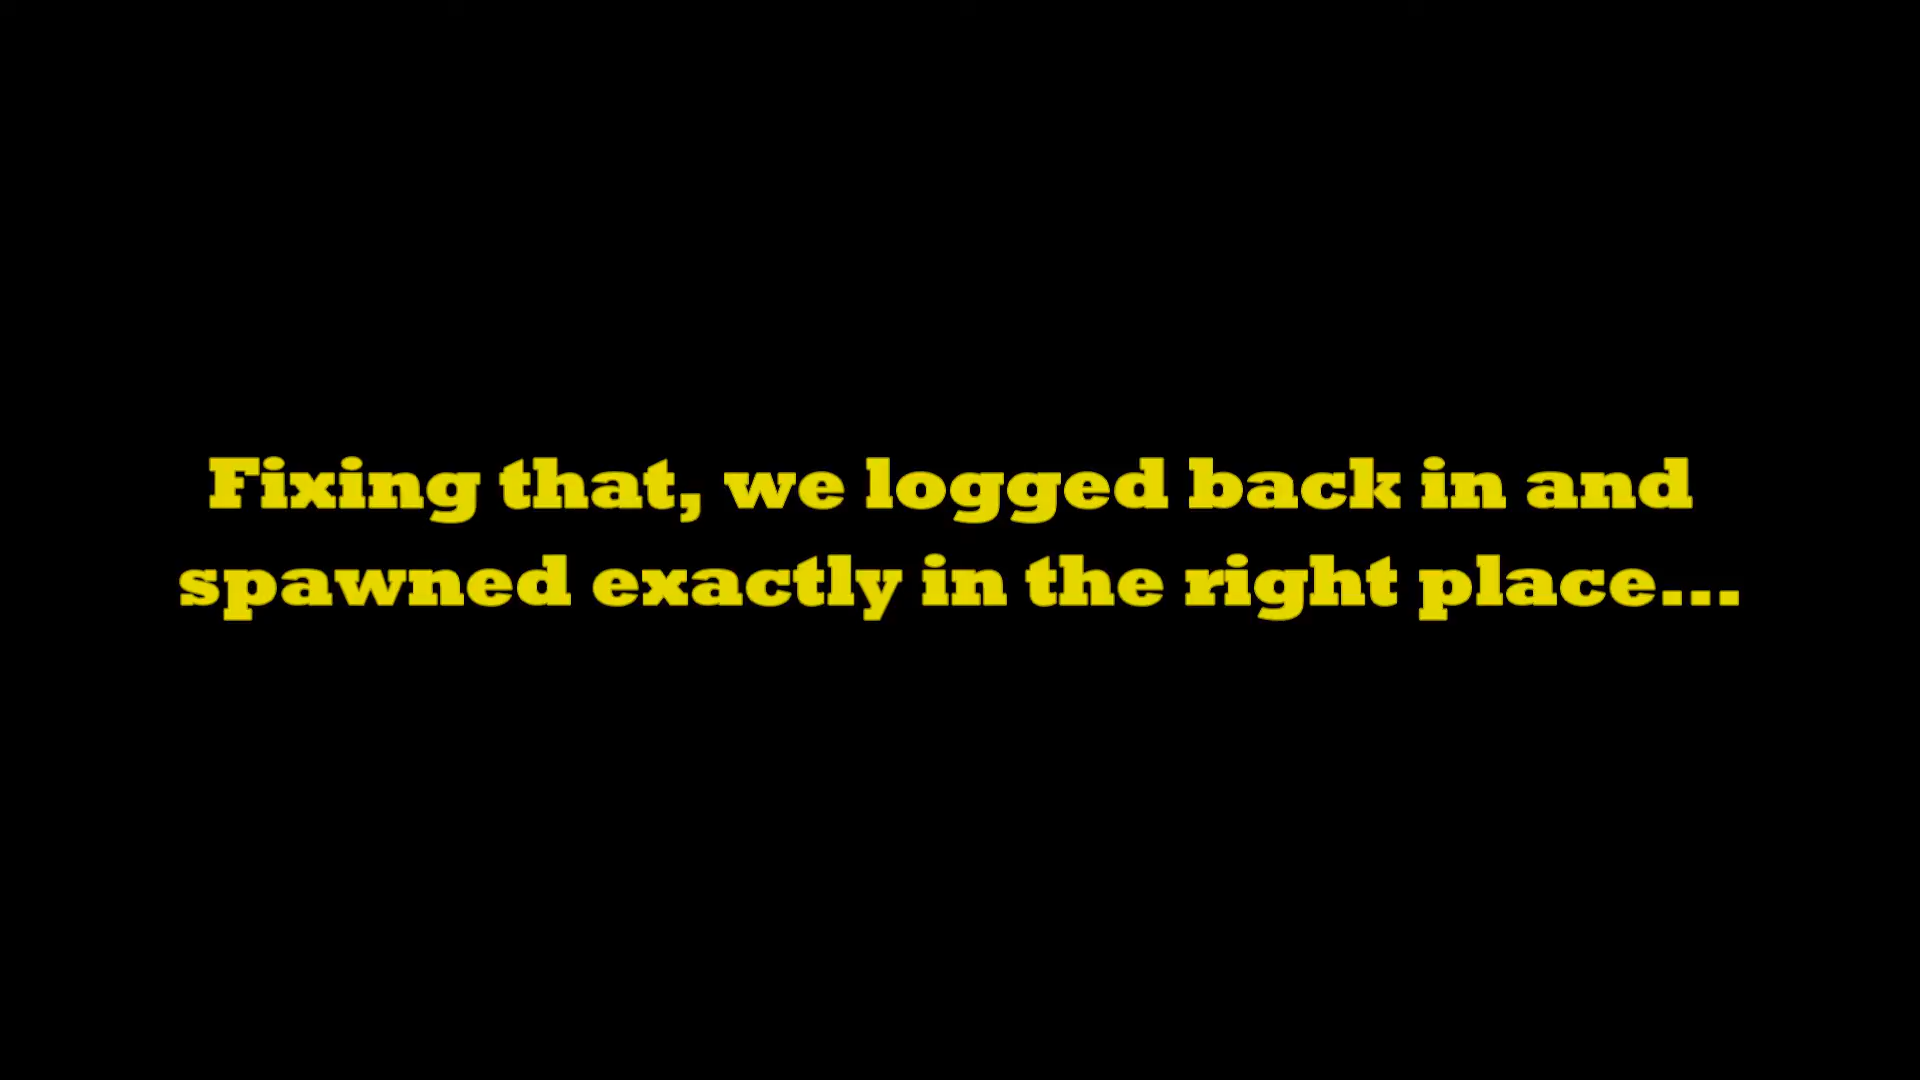 Fixing that, we logged back in and
spawned exactly in the right place...